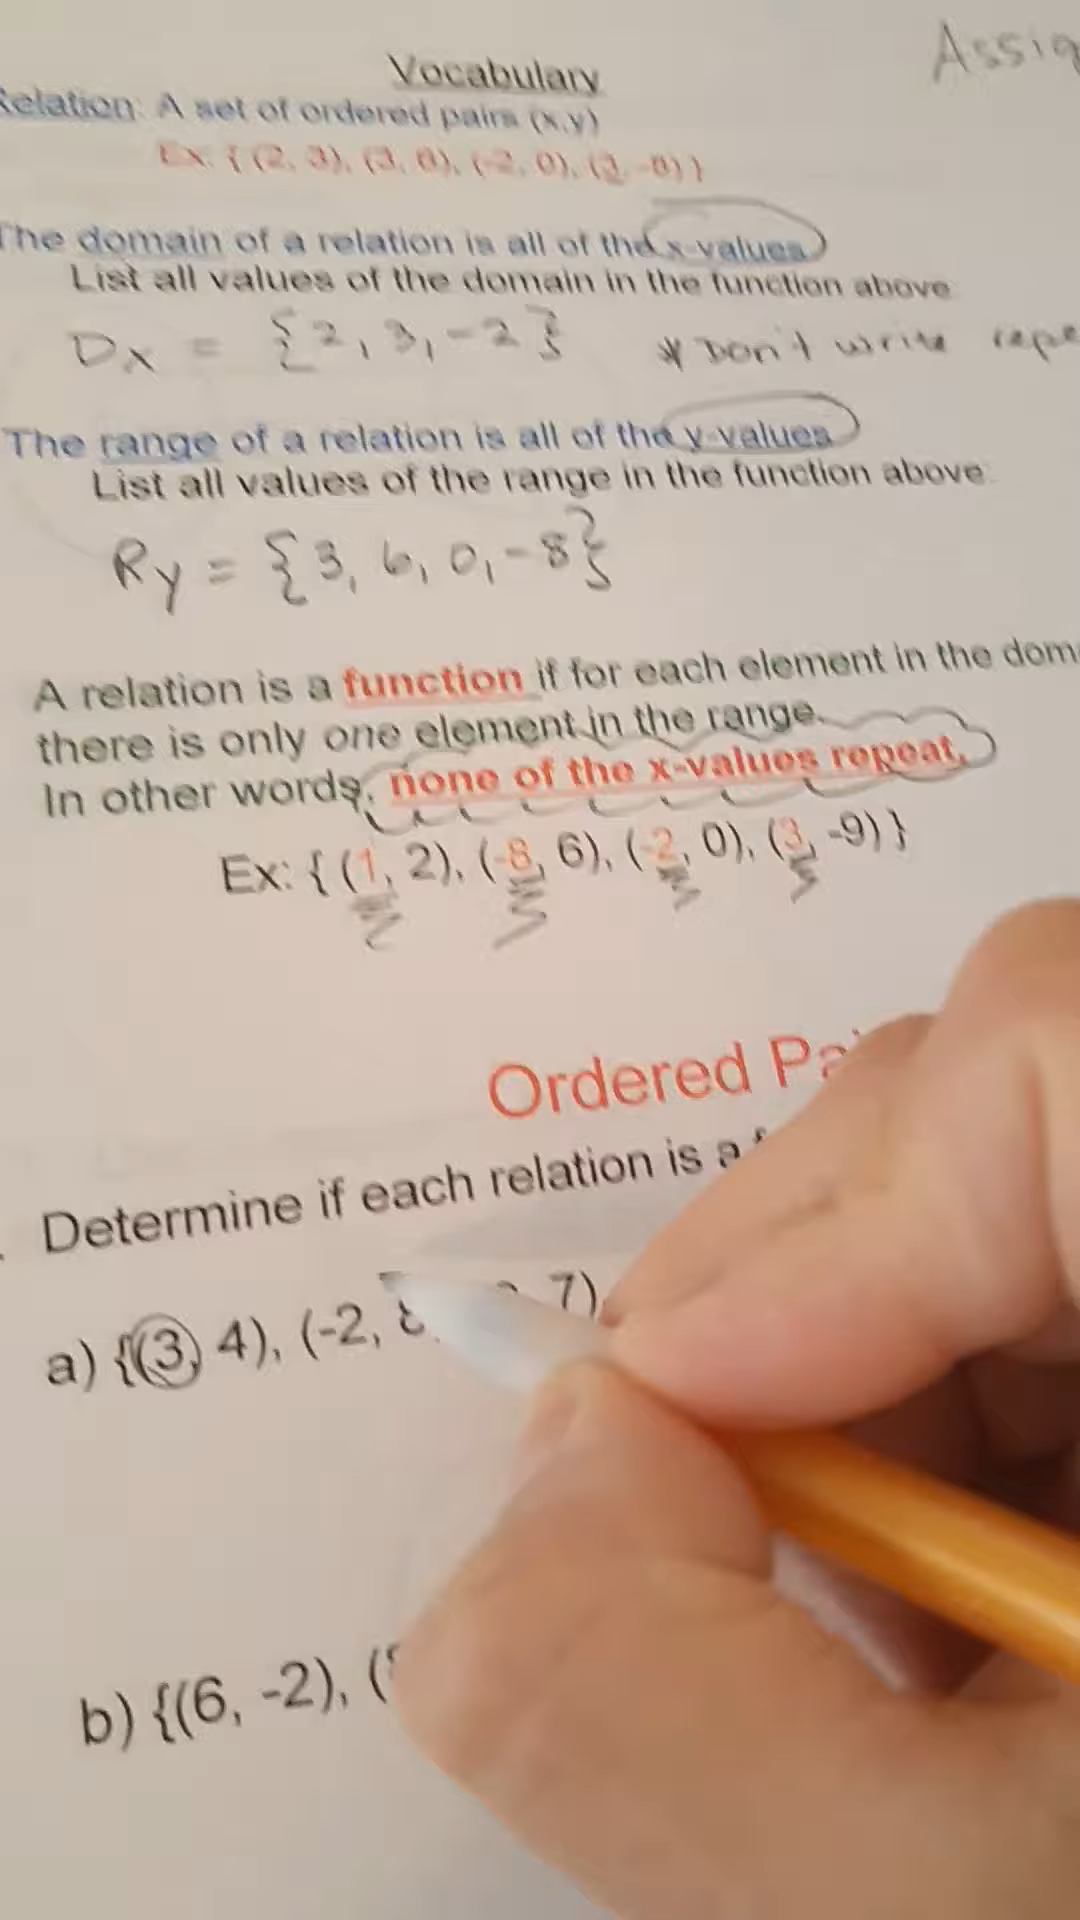 Assig
Vocabulary
Relation: A set of ordered pairs (x,y)
Ex: { (2, 3), (3, 6), (-2, 0), (
The domain of a relation is all of the x-values
List all values of the domain in the function above
Dx = {2, 3, -2} * Don't write repe
The range of a relation is all of the y-values
List all values of the range in the function above:
Ry = {3, 6, 0, -8}
A relation is a function if for each element in the dom
there is only one element in the range.
In other words, none of the x-values repeat.
Ex: { (1, 2), (-8, 6), (-2, 0), (3, -9) }
Ordered Pa
Determine if each relation is a f
a) {(3, 4), (-2, 7),
b) {(6, -2), (